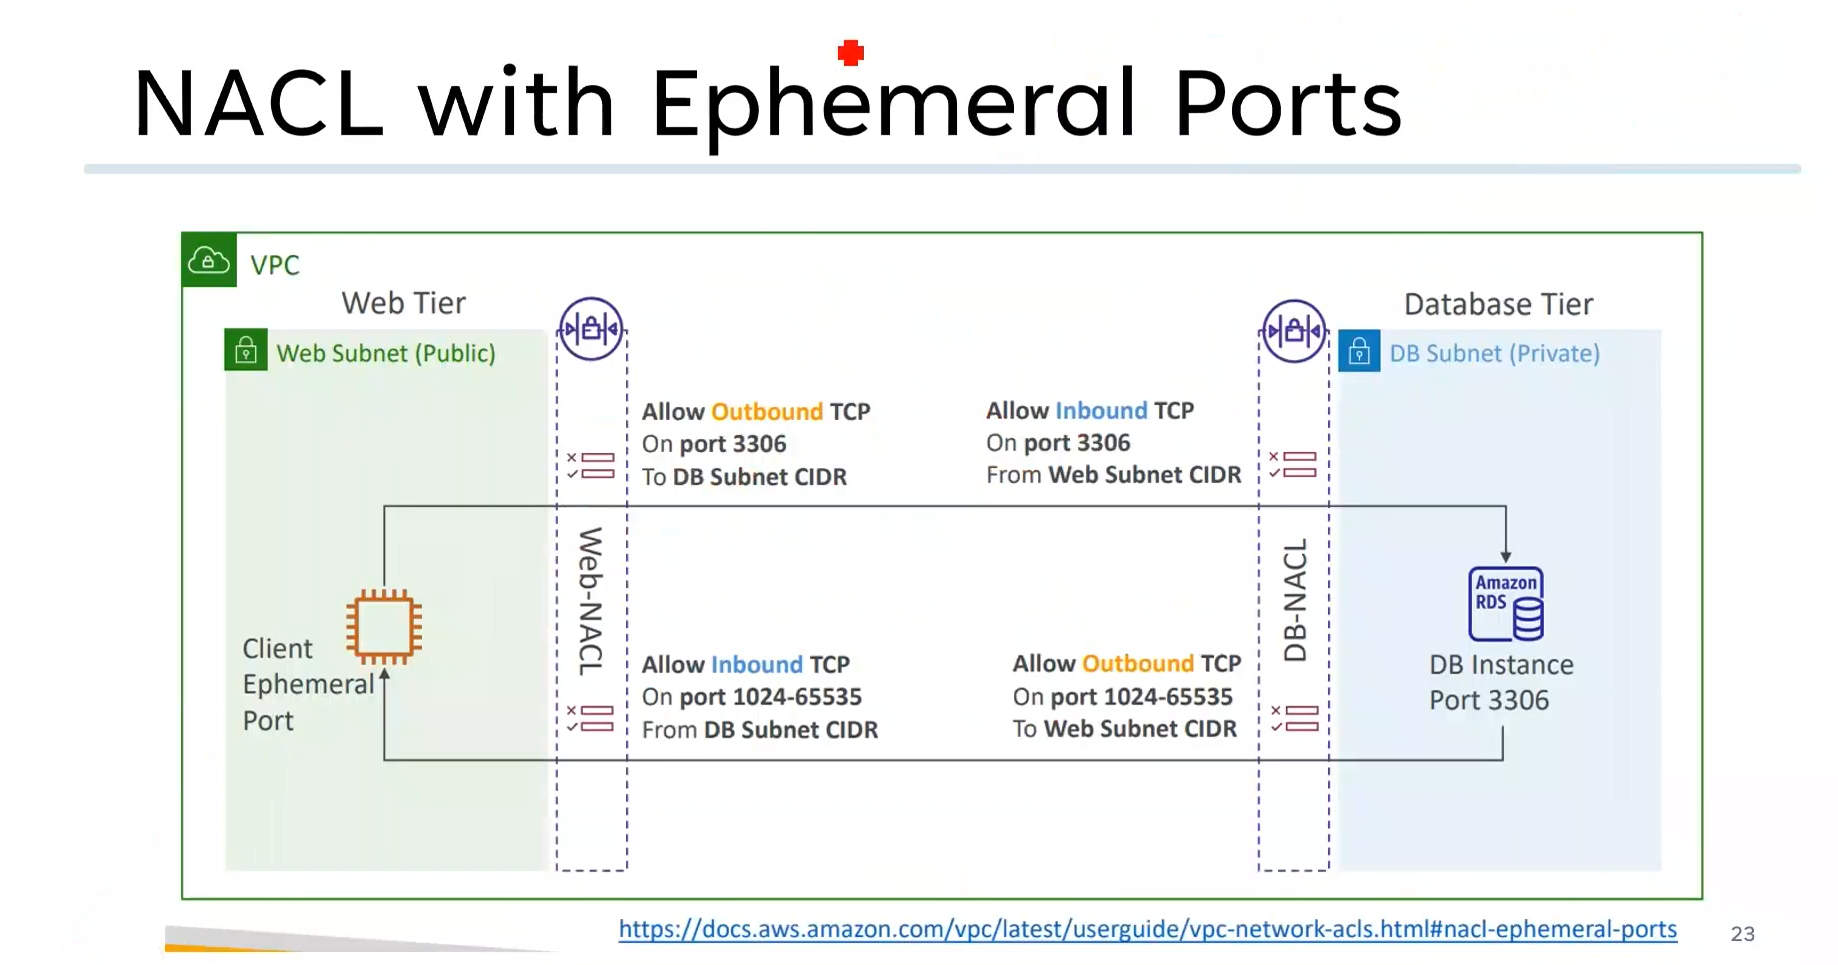 NACL with Ephemeral Ports
VPC
Web Tier
Database Tier
Web Subnet (Public)
DB Subnet (Private)
Allow Outbound TCP
On port 3306
To DB Subnet CIDR
Allow Inbound TCP
On port 3306
From Web Subnet CIDR
Web-NACL
DB-NACL
Amazon
RDS
Client
Ephemeral
Port
Allow Inbound TCP
On port 1024-65535
From DB Subnet CIDR
Allow Outbound TCP
On port 1024-65535
To Web Subnet CIDR
DB Instance
Port 3306
https://docs.aws.amazon.com/vpc/latest/userguide/vpc-network-acls.html#nacl-ephemeral-ports
23